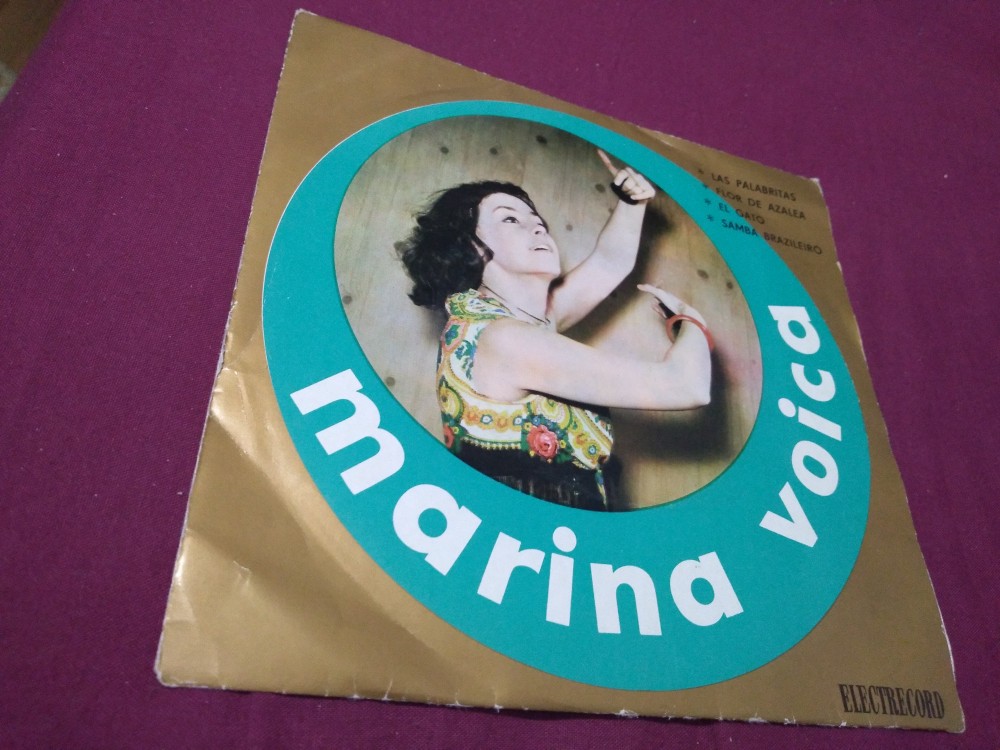 * LAS PALABRITAS
* FLOR DE AZALEA
* EL GATO
* SAMBA BRAZILEIRO
marina voica
ELECTRECORD